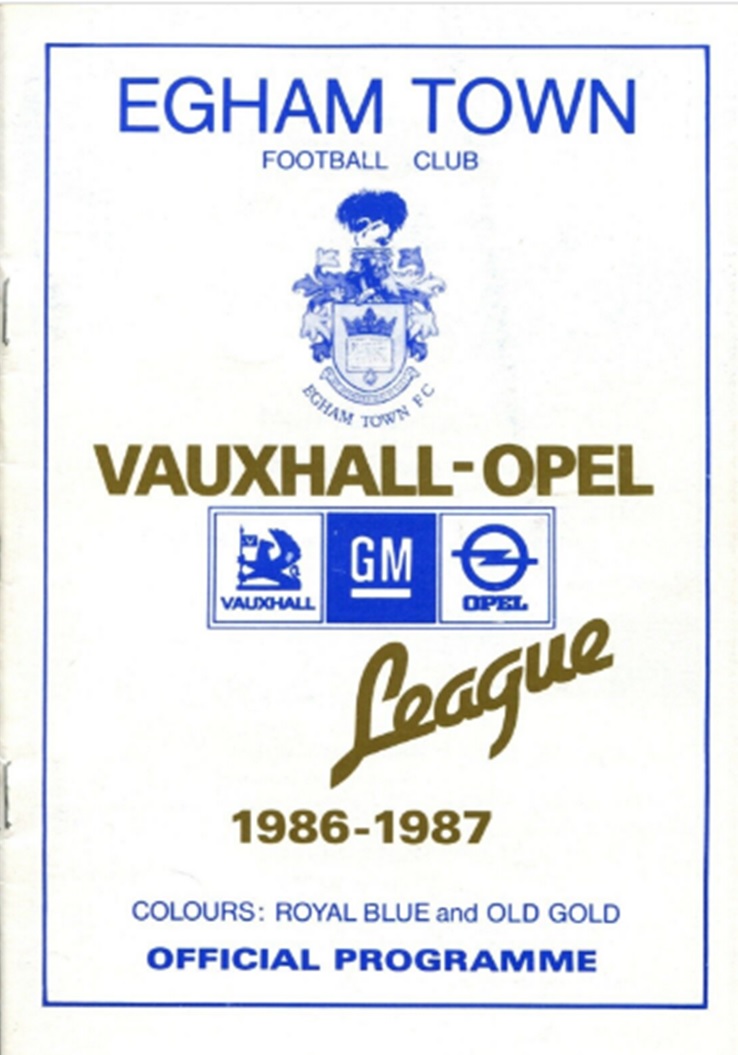 EGHAM TOWN
FOOTBALL CLUB
EGHAM TOWN FC
VAUXHALL-OPEL
VAUXHALL
GM
OPEL
League
1986-1987
COLOURS: ROYAL BLUE and OLD GOLD
OFFICIAL PROGRAMME